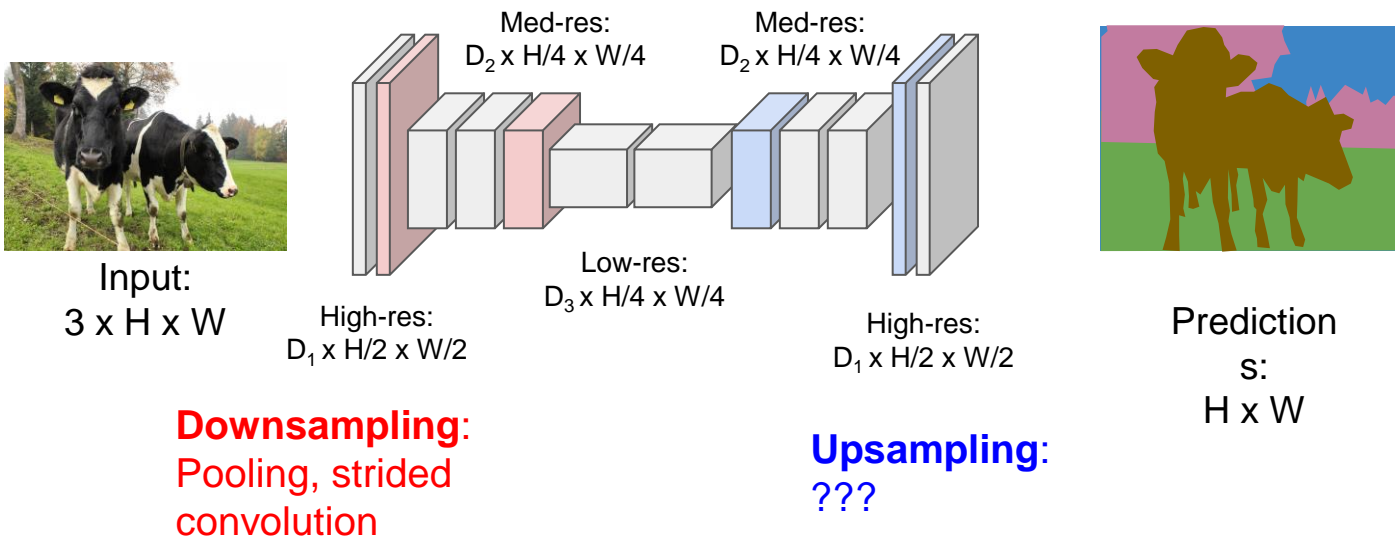 Med-res:
D₂ x H/4 x W/4
Med-res:
D₂ x H/4 x W/4
Input:
3 x H x W
High-res:
D₁ x H/2 x W/2
Low-res:
D₃ x H/4 x W/4
High-res:
D₁ x H/2 x W/2
Prediction
s:
H x W
Downsampling:
Pooling, strided
convolution
Upsampling:
???